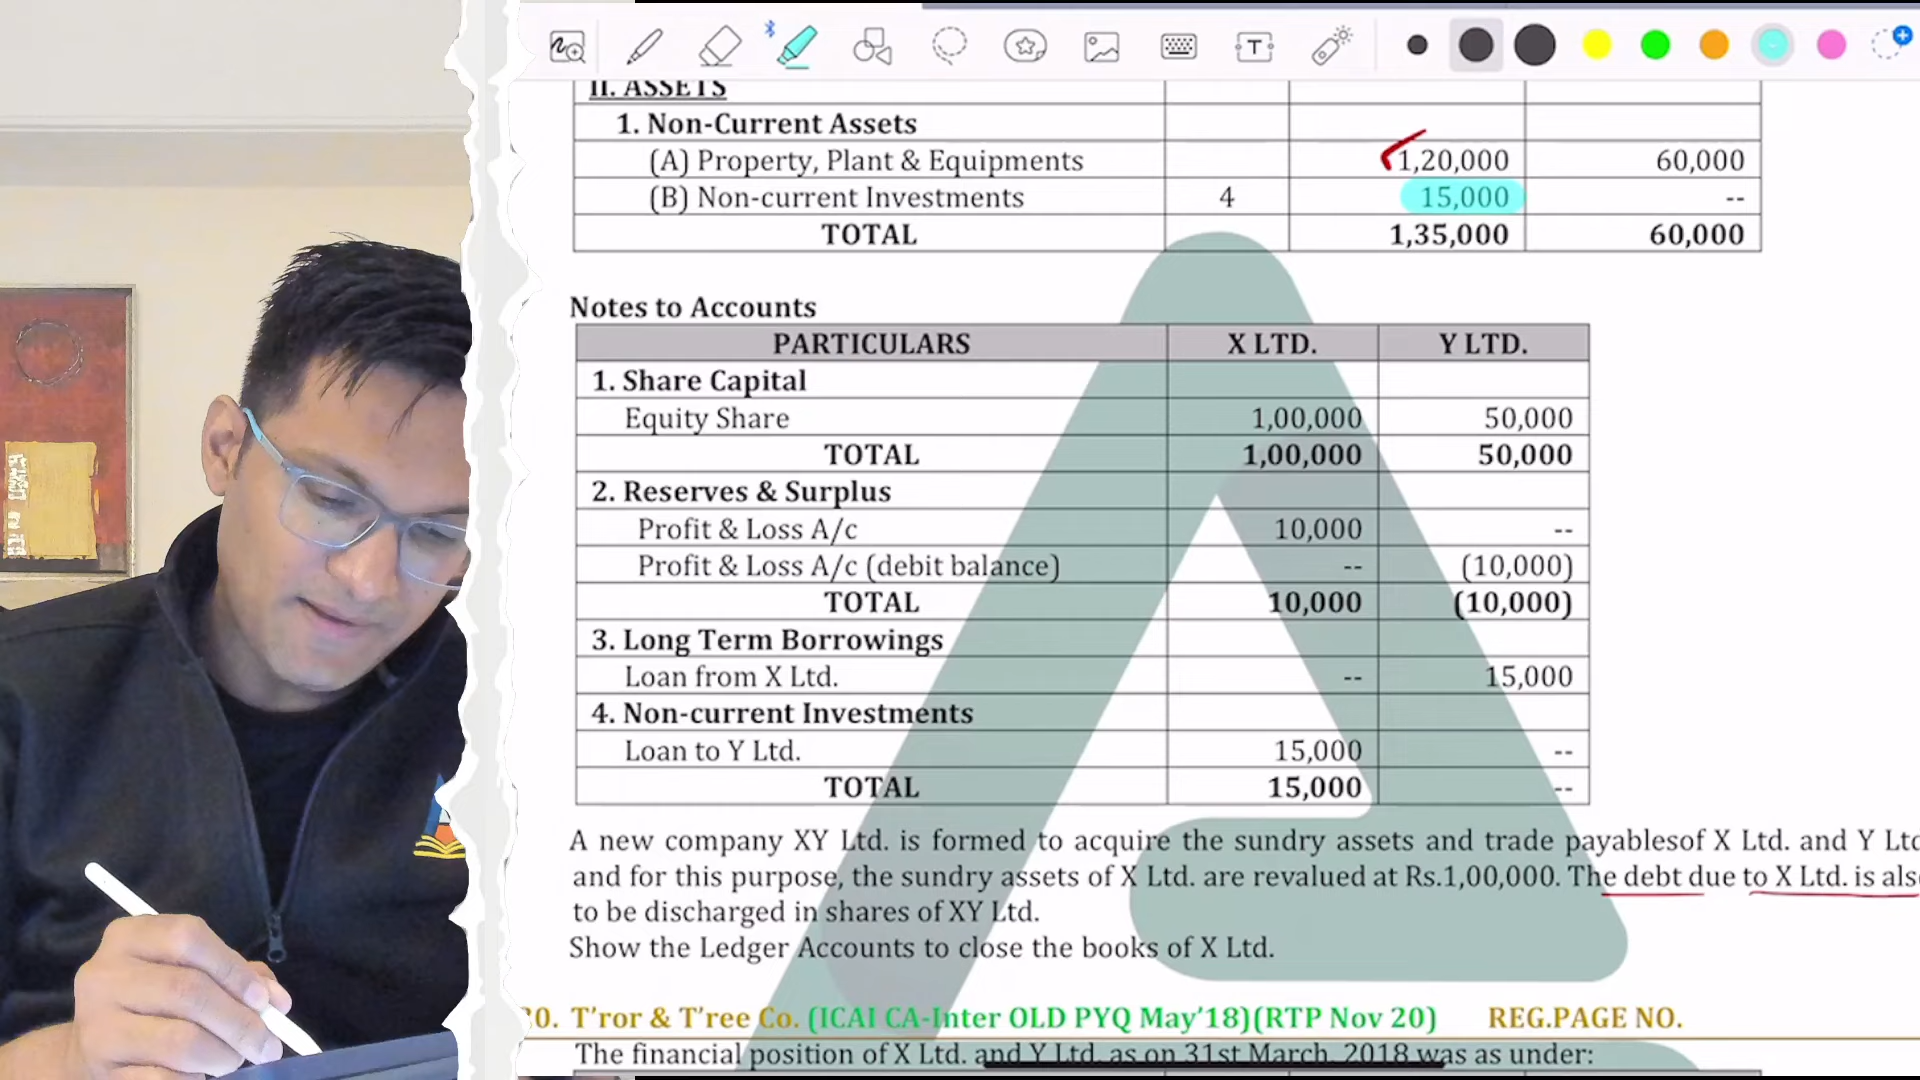 II. ASSETS
1. Non-Current Assets
(A) Property, Plant & Equipments 1,20,000 60,000
(B) Non-current Investments 4 15,000 --
TOTAL 1,35,000 60,000
Notes to Accounts
PARTICULARS X LTD. Y LTD.
1. Share Capital
Equity Share 1,00,000 50,000
TOTAL 1,00,000 50,000
2. Reserves & Surplus
Profit & Loss A/c 10,000 --
Profit & Loss A/c (debit balance) -- (10,000)
TOTAL 10,000 (10,000)
3. Long Term Borrowings
Loan from X Ltd. -- 15,000
4. Non-current Investments
Loan to Y Ltd. 15,000 --
TOTAL 15,000 --
A new company XY Ltd. is formed to acquire the sundry assets and trade payablesof X Ltd. and Y
and for this purpose, the sundry assets of X Ltd. are revalued at Rs.1,00,000. The debt due to X Ltd. is
to be discharged in shares of XY Ltd.
Show the Ledger Accounts to close the books of X Ltd.
0. T'ror & T'ree Co. (ICAI CA-Inter OLD PYQ May'18)(RTP Nov 20) REG.PAGE NO.
The financial position of X Ltd. and Y Ltd. as on 31st March, 2018 was as under: